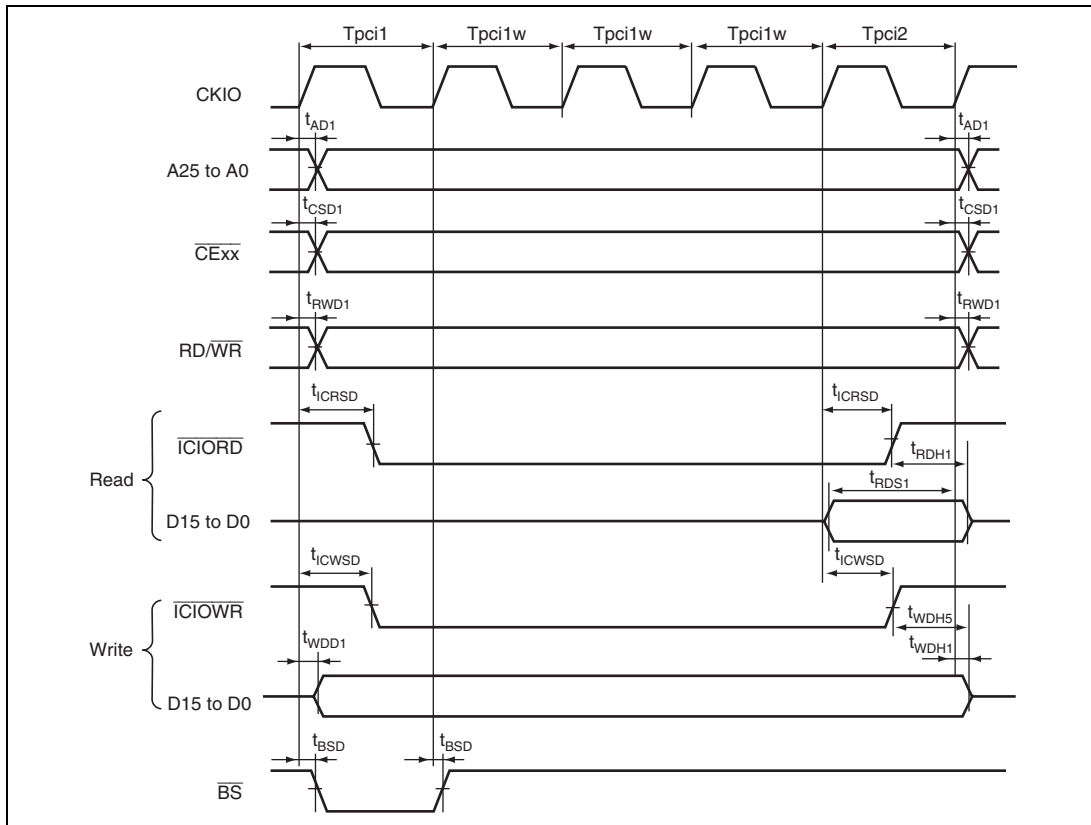 Tpci1 Tpci1w Tpci1w Tpci1w Tpci2
CKIO
tAD1 tAD1
A25 to A0
tCSD1 tCSD1
CExx
tRWD1 tRWD1
RD/WR
tICRSD tICRSD
ICIORD
tRDH1
Read
tRDS1
D15 to D0
tICWSD tICWSD
ICIOWR
tWDH5
Write
tWDD1 tWDH1
D15 to D0
tBSD tBSD
BS